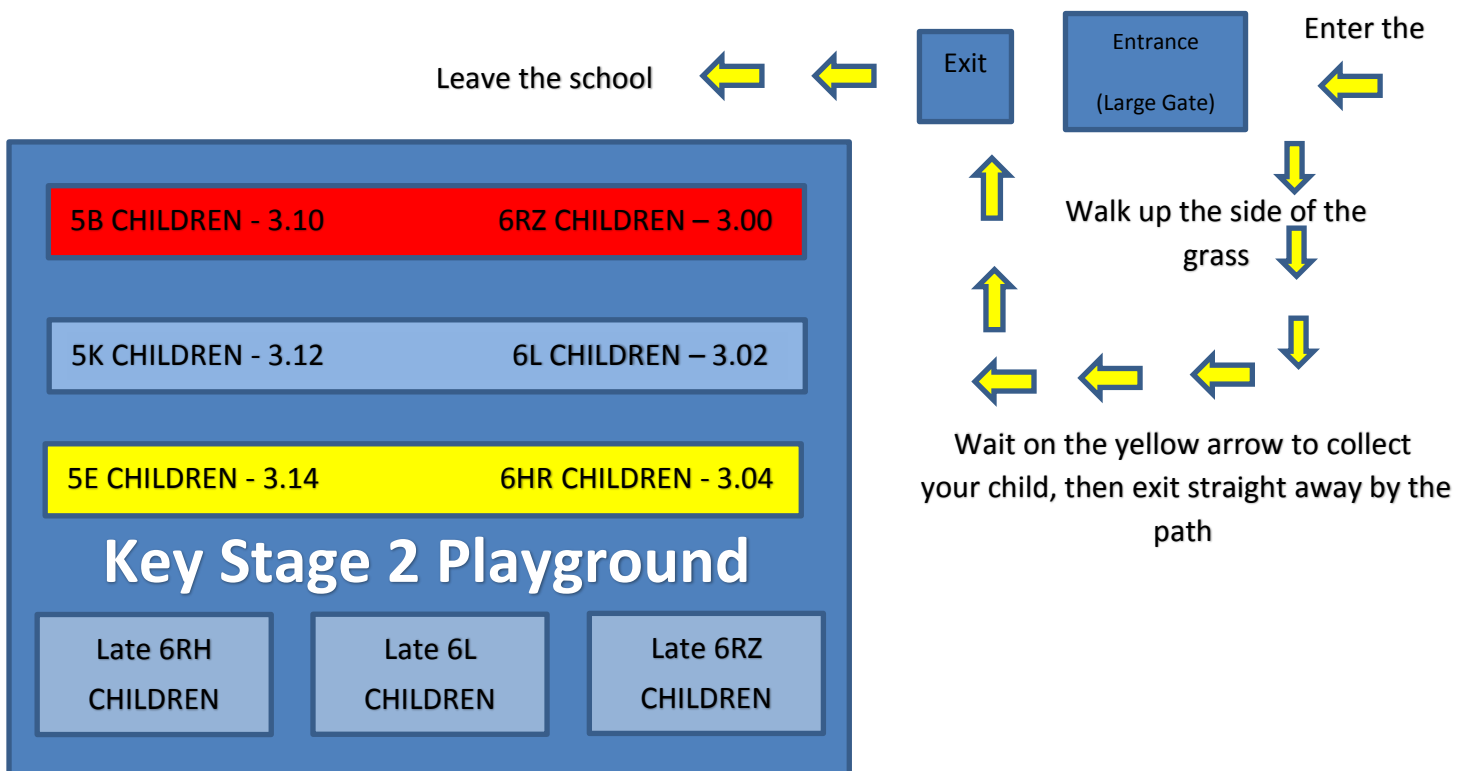 Enter the
Entrance
(Large Gate)
Exit
Leave the school
5B CHILDREN - 3.10 6RZ CHILDREN – 3.00
Walk up the side of the
grass
5K CHILDREN - 3.12 6L CHILDREN – 3.02
Wait on the yellow arrow to collect
your child, then exit straight away by the
path
5E CHILDREN - 3.14 6HR CHILDREN - 3.04
Key Stage 2 Playground
Late 6RH
CHILDREN
Late 6L
CHILDREN
Late 6RZ
CHILDREN